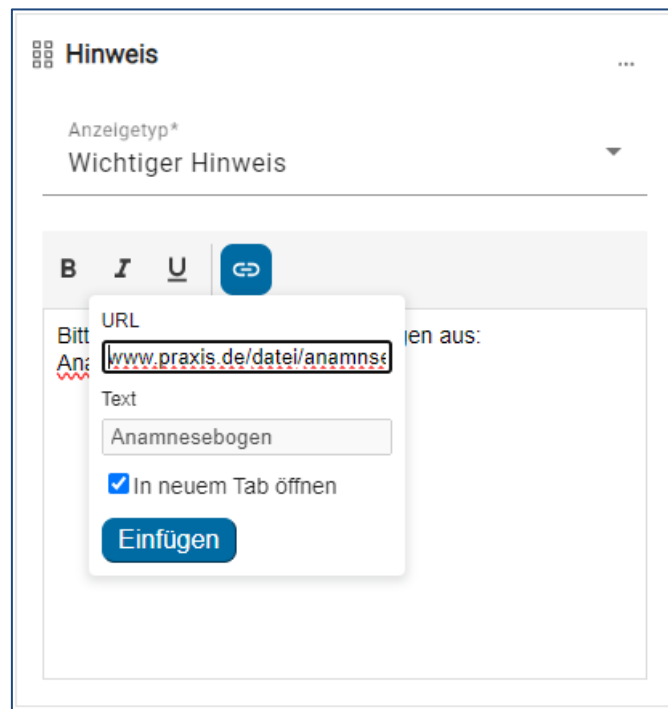 Hinweis
...
Anzeigetyp*
Wichtiger Hinweis
B I U
URL
Bitt
gen aus:
www.praxis.de/datei/anamnse
Ana
Text
Anamnesebogen
In neuem Tab öffnen
Einfügen